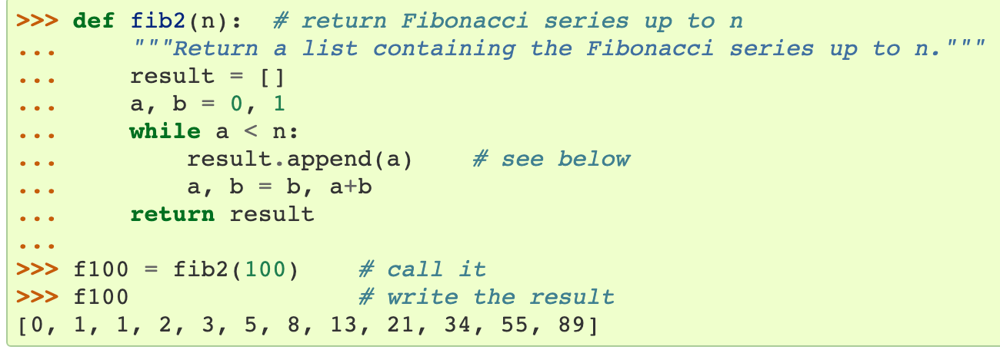 >>> def fib2(n):  # return Fibonacci series up to n
...     """Return a list containing the Fibonacci series up to n."""
...     result = []
...     a, b = 0, 1
...     while a < n:
...         result.append(a)    # see below
...         a, b = b, a+b
...     return result
...
>>> f100 = fib2(100)    # call it
>>> f100                # write the result
[0, 1, 1, 2, 3, 5, 8, 13, 21, 34, 55, 89]